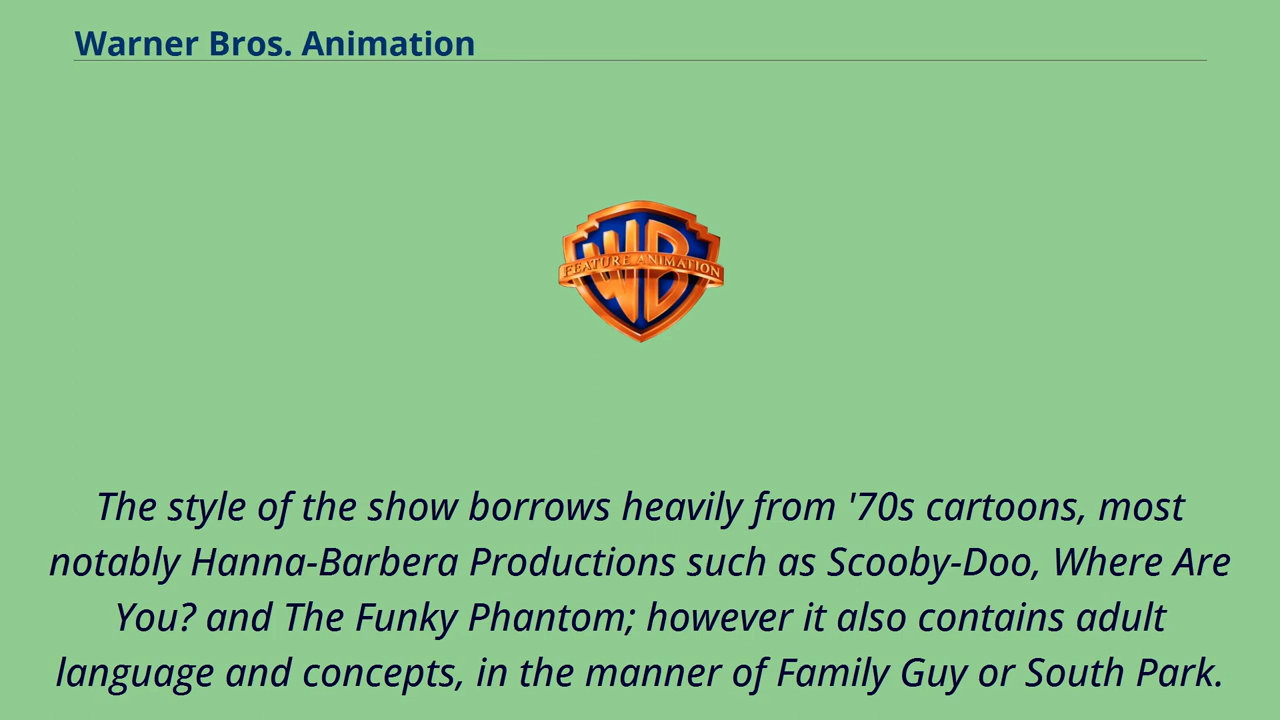 Warner Bros. Animation
WB
FEATURE ANIMATION
The style of the show borrows heavily from '70s cartoons, most
notably Hanna-Barbera Productions such as Scooby-Doo, Where Are
You? and The Funky Phantom; however it also contains adult
language and concepts, in the manner of Family Guy or South Park.